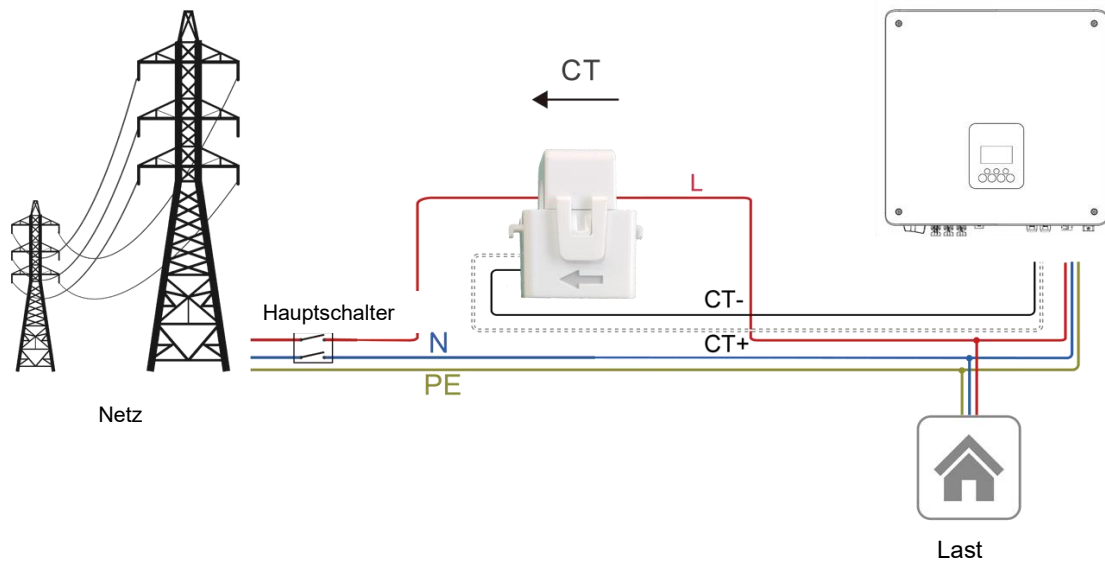 CT
L
CT-
Hauptschalter
N
CT+
PE
Netz
Last